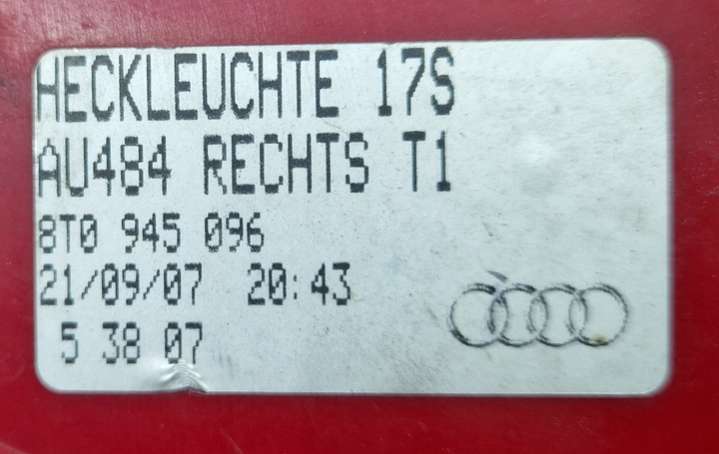 HECKLEUCHTE 17S
AU484 RECHTS T1
8T0 945 096
21/09/07 20:43
5 38 07